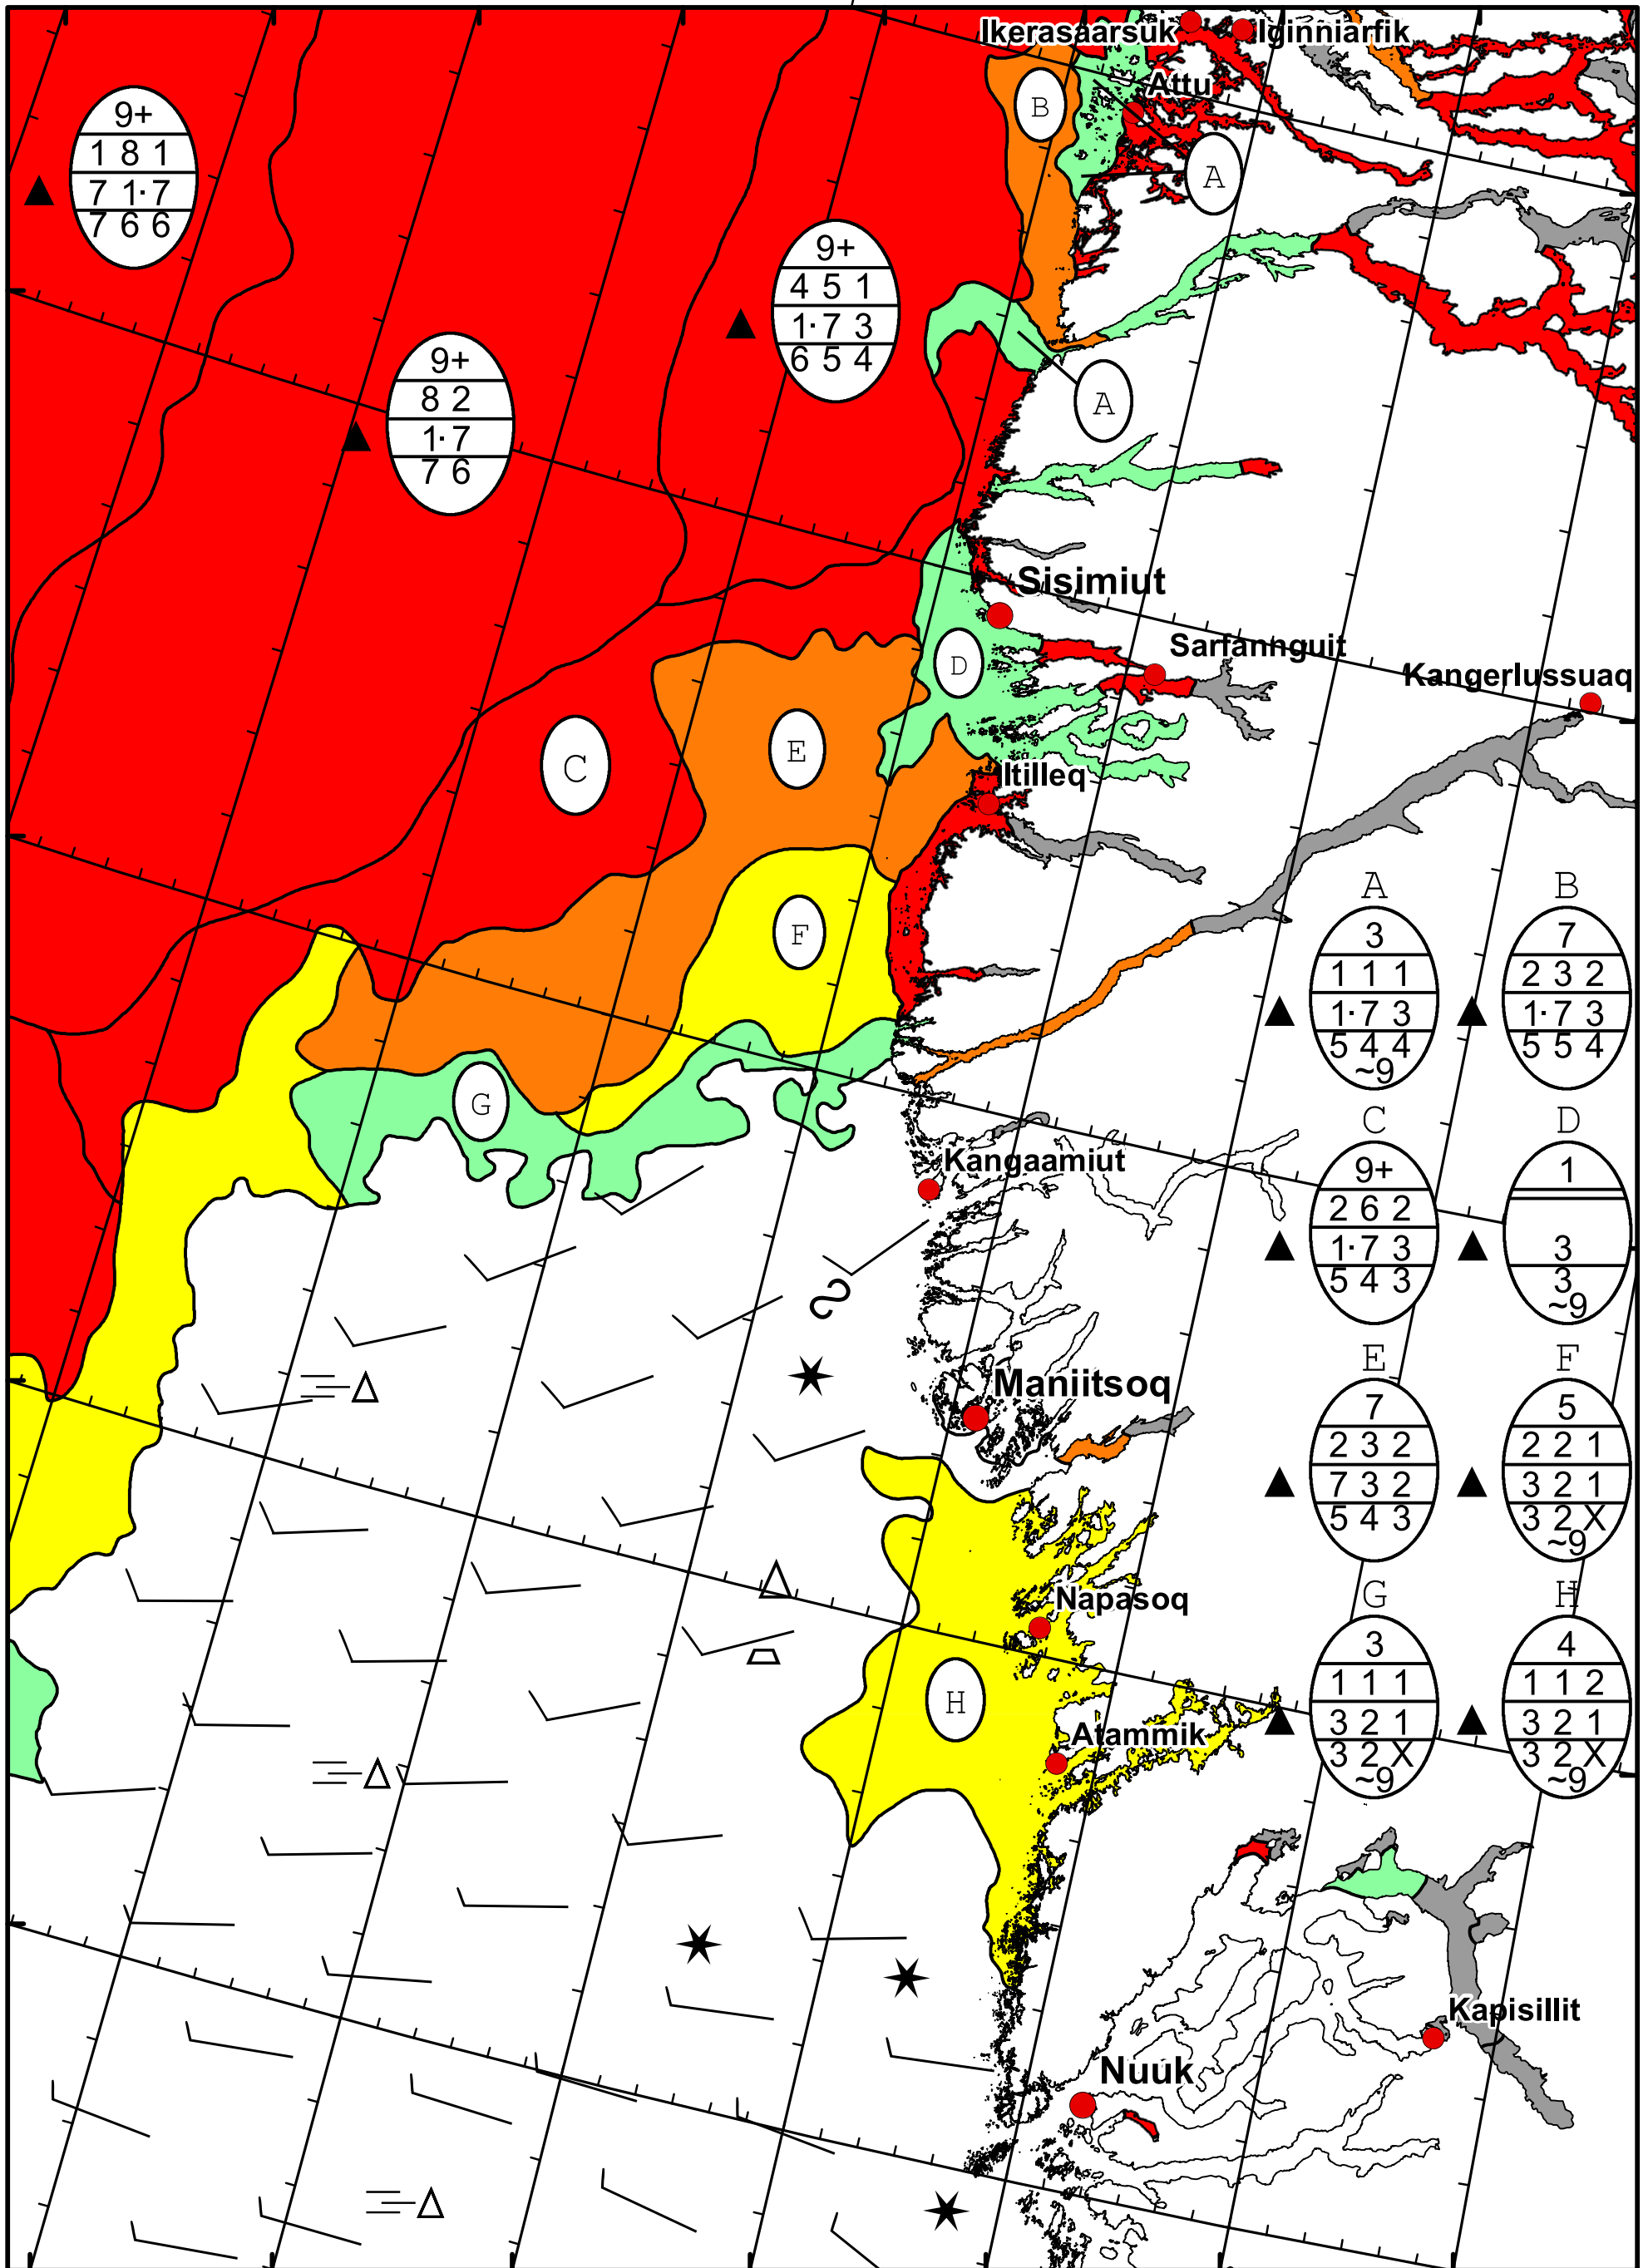 Ikerasaarsuk
Iginniarfik
Attu
B
A
9+
1 8 1
7 1· 7
7 6 6
9+
4 5 1
1· 7 3
6 5 4
9+
8 2
1· 7
7 6
A
Sisimiut
Sarfannguit
Kangerlussuaq
D
E
C
Itilleq
F
G
A
3
1 1 1
1· 7 3
5 4 4
~9
B
7
2 3 2
1· 7 3
5 5 4
C
9+
2 6 2
1· 7 3
5 4 3
D
1
3
3
~9
Kangaamiut
Maniitsoq
E
7
2 3 2
7 3 2
5 4 3
F
5
2 2 1
3 2 1
3 2 X
~9
Napasoq
H
Atammik
G
3
1 1 1
3 2 1
3 2 X
~9
H
4
1 1 2
3 2 1
3 2 X
~9
Kapisillit
Nuuk